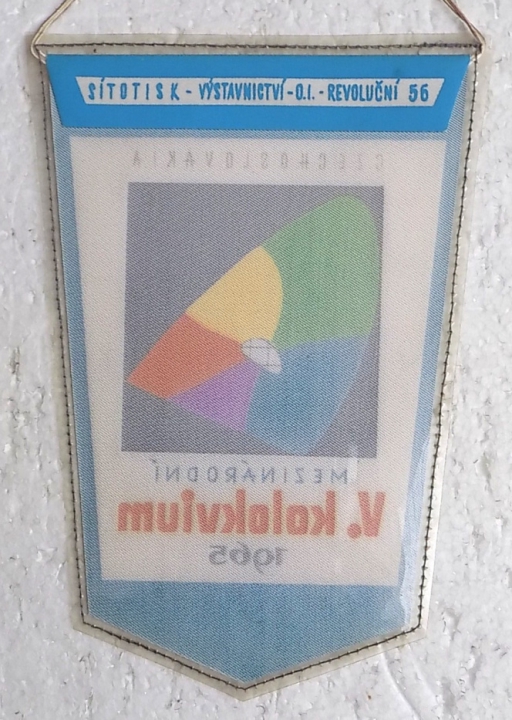 SÍTOTISK - VÝSTAVNICTVÍ - O.I. - REVOLUČNÍ 56
CZECHOSLOVAKIA
MEZINÁRODNÍ
V. kolokvium
1965